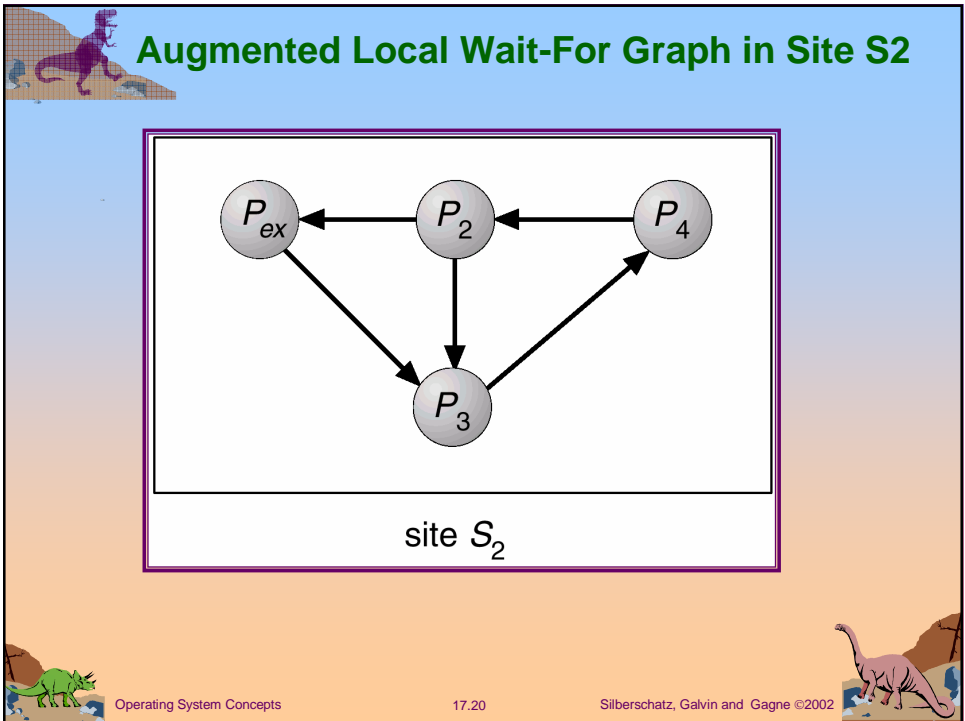 Augmented Local Wait-For Graph in Site S2
Pex
P2
P4
P3
site S2
Operating System Concepts
17.20
Silberschatz, Galvin and Gagne ©2002